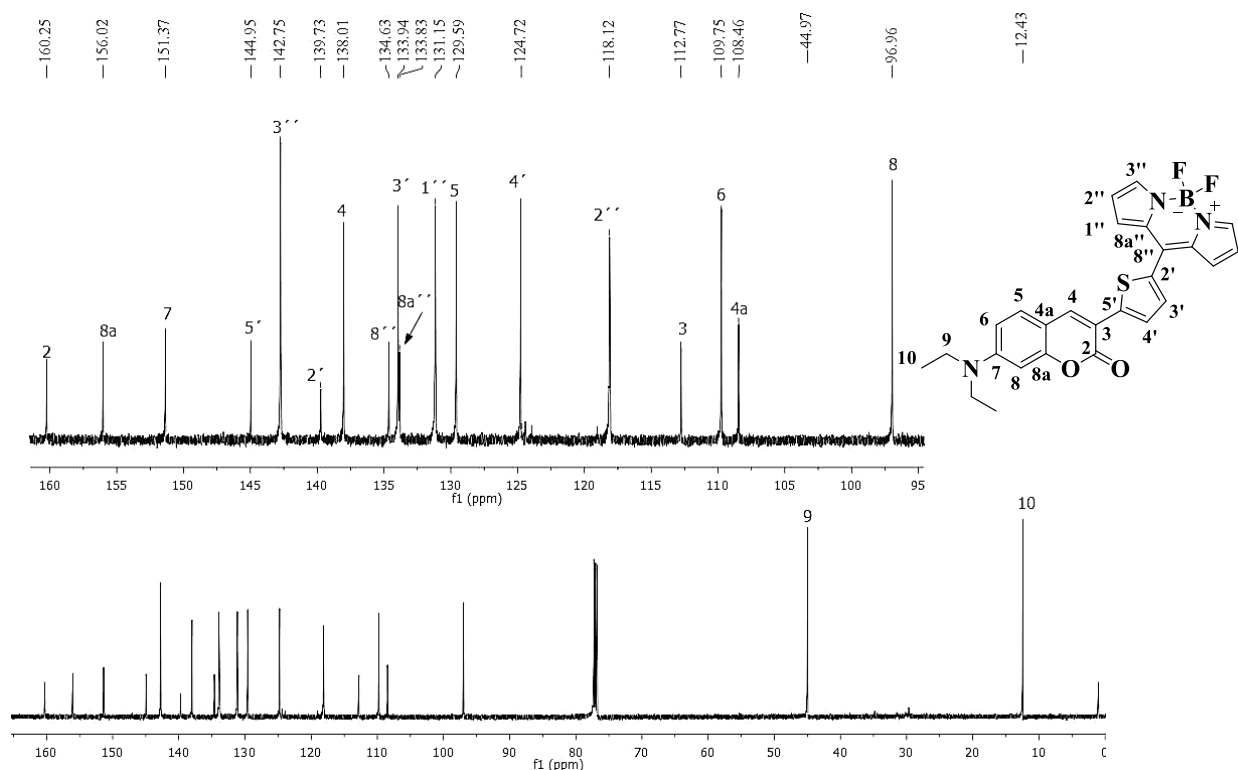 160.25 156.02 151.37 144.95 142.75 139.73 138.01 134.63 133.94 133.83 131.15 129.59 124.72 118.12 112.77 109.75 108.46 44.97 96.96 12.43
2 8a 7 5´ 3´´ 2´ 4 8´´ 3´ 8a´´ 1´´ 5 4´ 2´´ 3 6 4a 8
160 155 150 145 140 135 130 125 120 115 110 105 100 95
f1 (ppm)
3'' F F
2'' N B N
− +
1''
8a''
8'' 2'
S
5 4a 4 5' 3'
6 3 4'
9 2
10 N 7 8 8a O O
9 10
160 150 140 130 120 110 100 90 80 70 60 50 40 30 20 10 0
f1 (ppm)